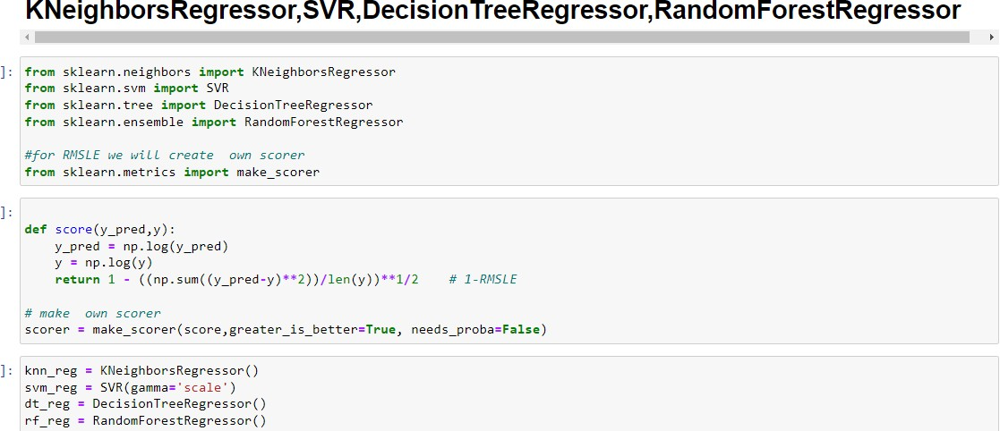 KNeighborsRegressor,SVR,DecisionTreeRegressor,RandomForestRegressor
]: from sklearn.neighbors import KNeighborsRegressor
from sklearn.svm import SVR
from sklearn.tree import DecisionTreeRegressor
from sklearn.ensemble import RandomForestRegressor
#for RMSLE we will create  own scorer
from sklearn.metrics import make_scorer
]:
def score(y_pred,y):
    y_pred = np.log(y_pred)
    y = np.log(y)
    return 1 - ((np.sum((y_pred-y)**2))/len(y))**1/2    # 1-RMSLE
# make  own scorer
scorer = make_scorer(score,greater_is_better=True, needs_proba=False)
]: knn_reg = KNeighborsRegressor()
svm_reg = SVR(gamma='scale')
dt_reg = DecisionTreeRegressor()
rf_reg = RandomForestRegressor()